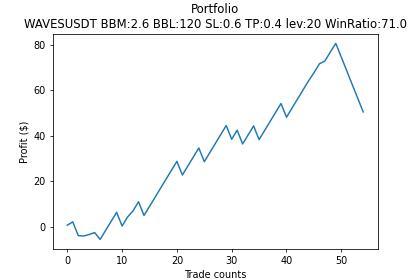 Portfolio
WAVESUSDT BBM:2.6 BBL:120 SL:0.6 TP:0.4 lev:20 WinRatio:71.0
80
60
40
20
0
Profit ($)
0 10 20 30 40 50
Trade counts